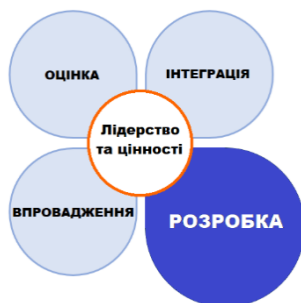 ОЦІНКА
ІНТЕГРАЦІЯ
Лідерство
та цінності
ВПРОВАДЖЕННЯ
РОЗРОБКА